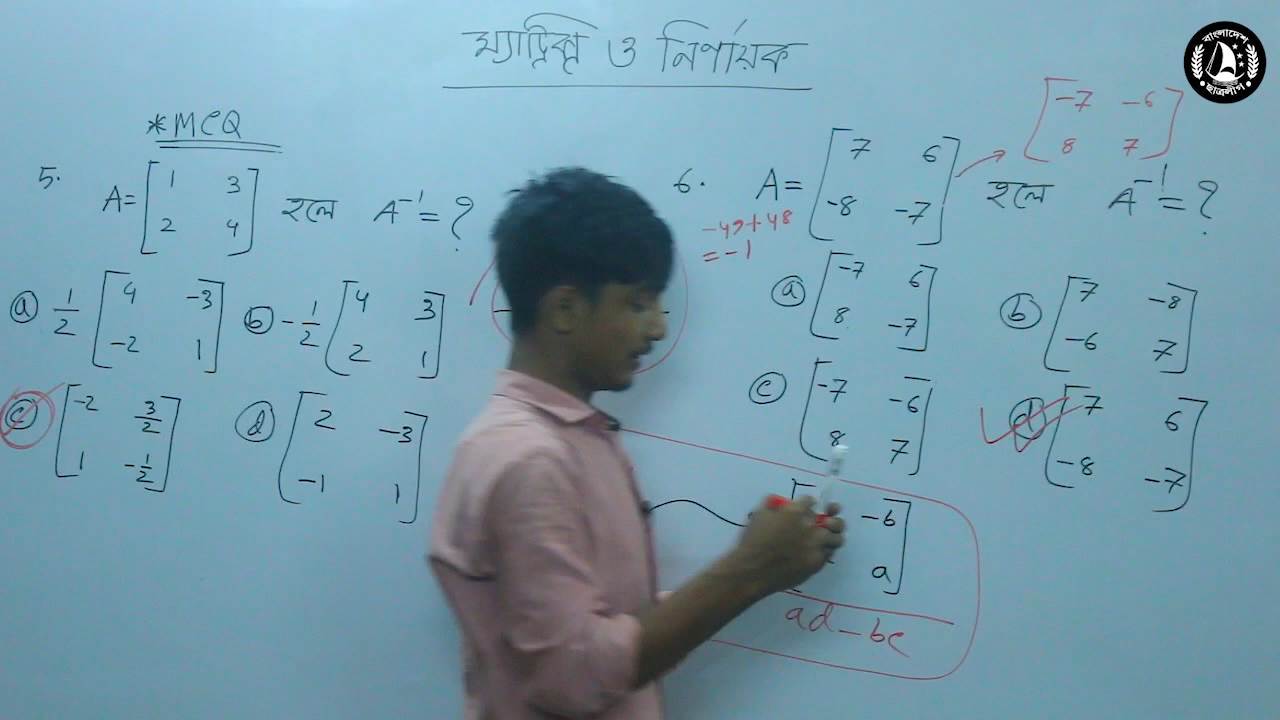 ম্যাট্রিক্স ও নির্ণায়ক
বাংলাদেশ
ছাত্রলীগ
*MCQ
5. A = [1 3
2 4] হলে A⁻¹ = ?
ⓐ 1/2 [4 -3
-2 1]
ⓑ -1/2 [4 3
2 1]
ⓒ [-2 3/2
1 -1/2]
ⓓ [2 -3
-1 1]
6. A = [7 6
-8 -7] হলে A⁻¹ = ?
[-7 -6
8 7]
-49+48
= -1
ⓐ [-7 6
8 -7]
ⓑ [7 -8
-6 7]
ⓒ [-7 -6
8 7]
ⓓ [7 6
-8 -7]
-b
a]
ad-bc